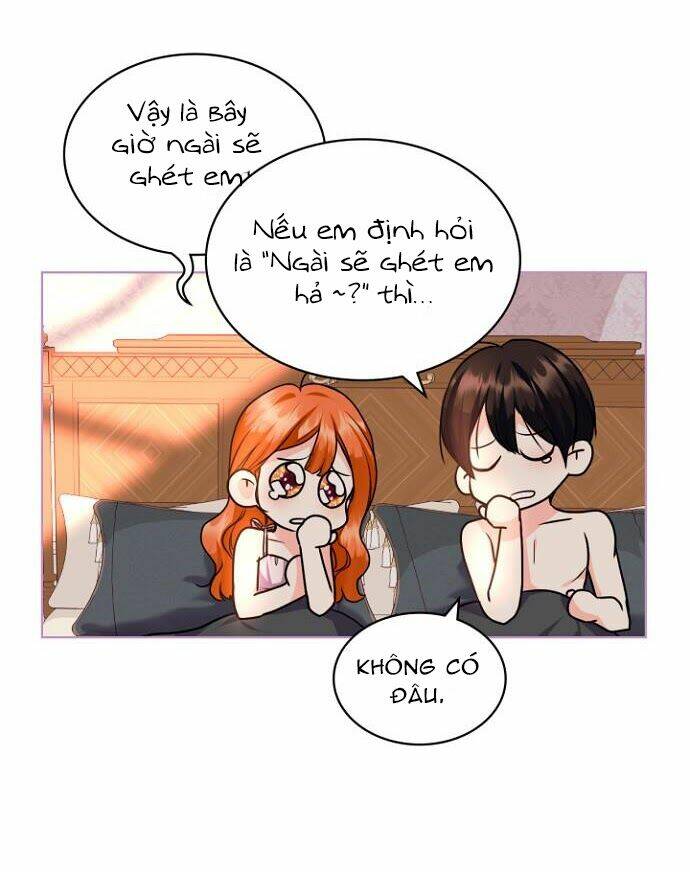 Vậy là bây
giờ ngài sẽ
ghét em
Nếu em định hỏi
là "Ngài sẽ ghét em
hả ~?" thì...
KHÔNG CÓ
ĐÂU.